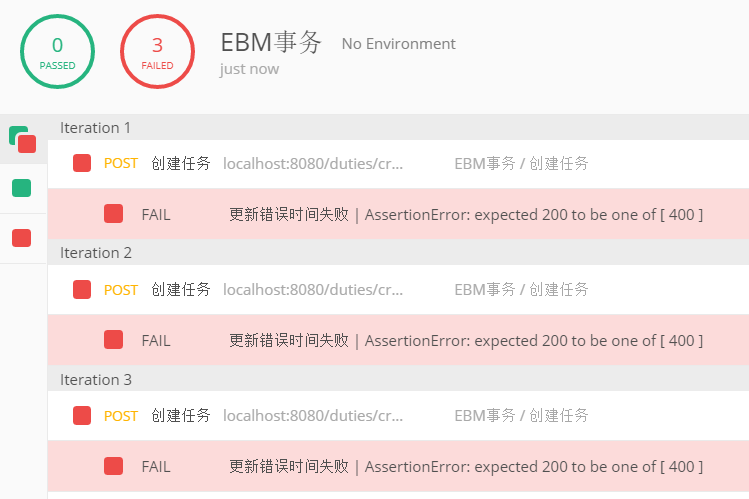 0
PASSED
3
FAILED
EBM事务 No Environment
just now
Iteration 1
POST 创建任务 localhost:8080/duties/cr... EBM事务 / 创建任务
FAIL 更新错误时间失败 | AssertionError: expected 200 to be one of [ 400 ]
Iteration 2
POST 创建任务 localhost:8080/duties/cr... EBM事务 / 创建任务
FAIL 更新错误时间失败 | AssertionError: expected 200 to be one of [ 400 ]
Iteration 3
POST 创建任务 localhost:8080/duties/cr... EBM事务 / 创建任务
FAIL 更新错误时间失败 | AssertionError: expected 200 to be one of [ 400 ]